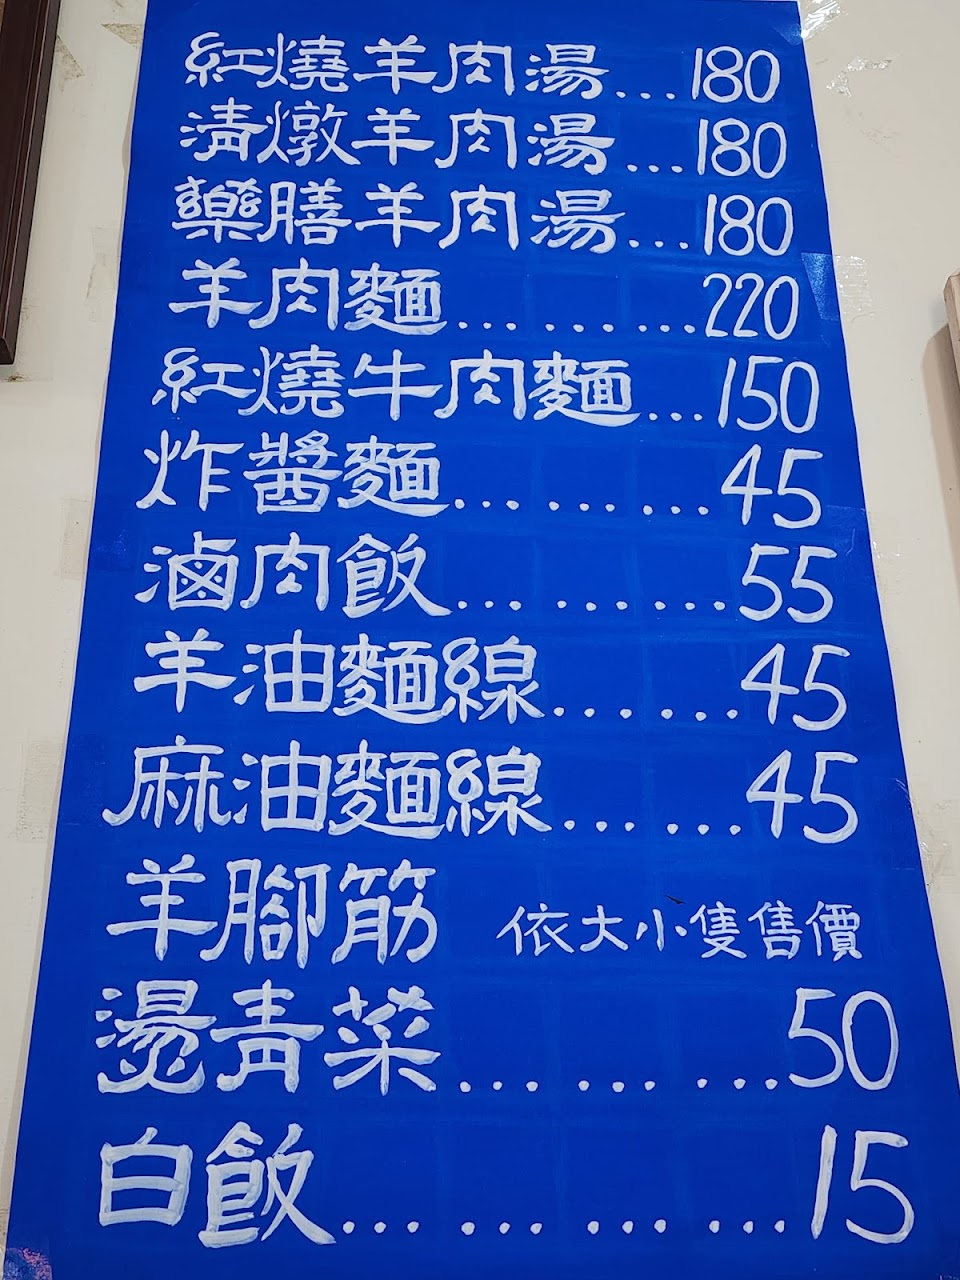 紅燒羊肉湯...180
清燉羊肉湯...180
藥膳羊肉湯...180
羊肉麵... ... ...220
紅燒牛肉麵...150
炸醬麵... ... ...45
滷肉飯... ... ...55
羊油麵線... ...45
麻油麵線... ...45
羊腳筋 依大小隻售價
燙青菜... ... ...50
白飯... ... ... ...15